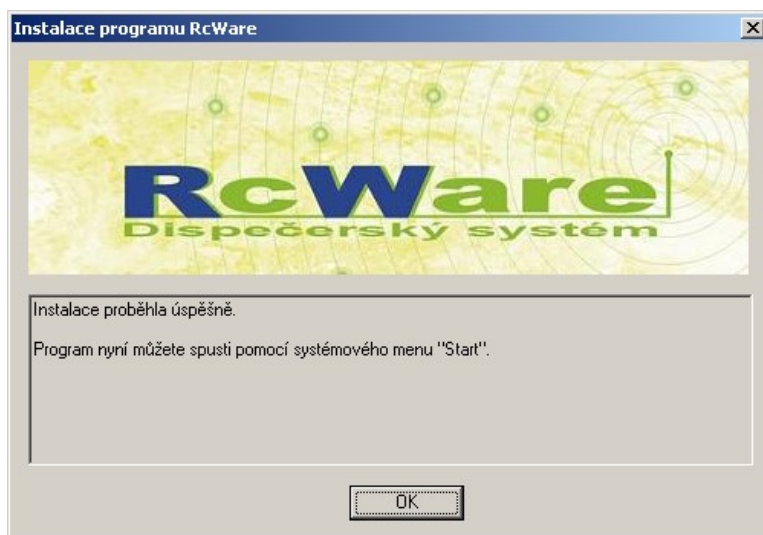 Instalace programu RcWare
RcWare
Dispečerský systém
Instalace proběhla úspěšně.
Program nyní můžete spusti pomocí systémového menu "Start".
OK